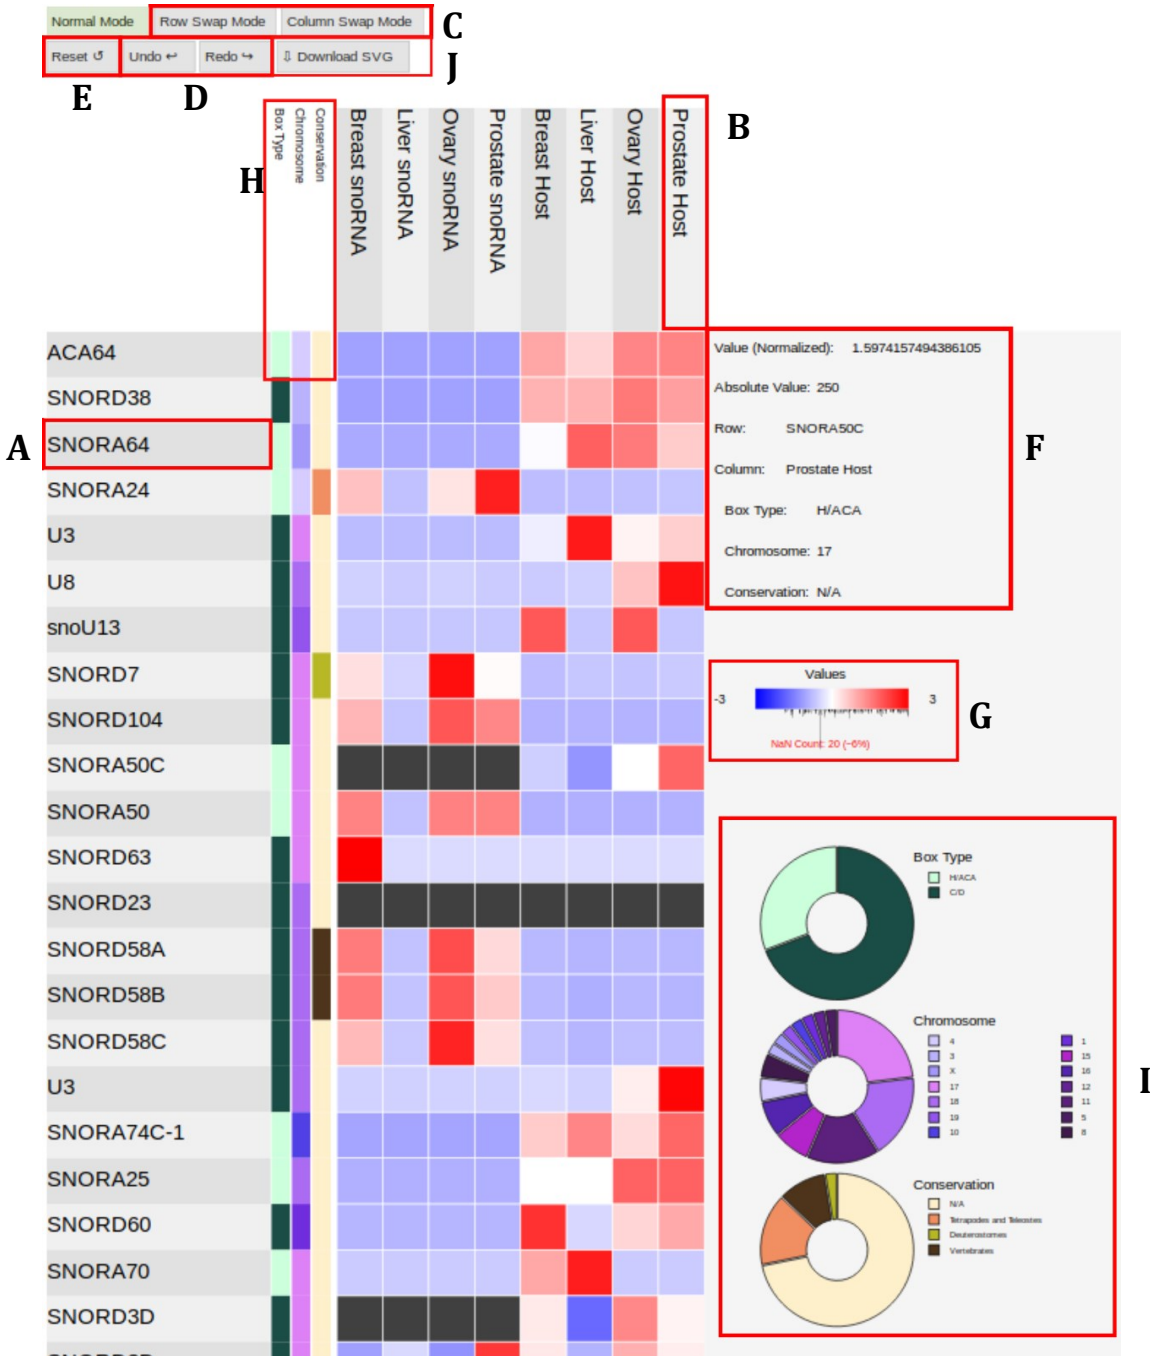 Normal Mode Row Swap Mode Column Swap Mode C
Reset ↺ Undo ↩ Redo ↪ ⇩ Download SVG J
E D
Box Type
Chromosome
Conservation
Breast snoRNA
Liver snoRNA
Ovary snoRNA
Prostate snoRNA
Breast Host
Liver Host
Ovary Host
Prostate Host
B
H
ACA64
SNORD38
A SNORA64
SNORA24
U3
U8
snoU13
SNORD7
SNORD104
SNORA50C
SNORA50
SNORD63
SNORD23
SNORD58A
SNORD58B
SNORD58C
U3
SNORA74C-1
SNORA25
SNORD60
SNORA70
SNORD3D
Value (Normalized): 1.5974157494386105
Absolute Value: 250
Row: SNORA50C
Column: Prostate Host
Box Type: H/ACA
Chromosome: 17
Conservation: N/A
F
Values
-3 3
NaN Count: 20 (~6%)
G
Box Type
H/ACA
C/D
Chromosome
4 1
3 15
X 16
17 12
18 11
19 5
10 8
I
Conservation
N/A
Tetrapodes and Teleostes
Deuterostomes
Vertebrates